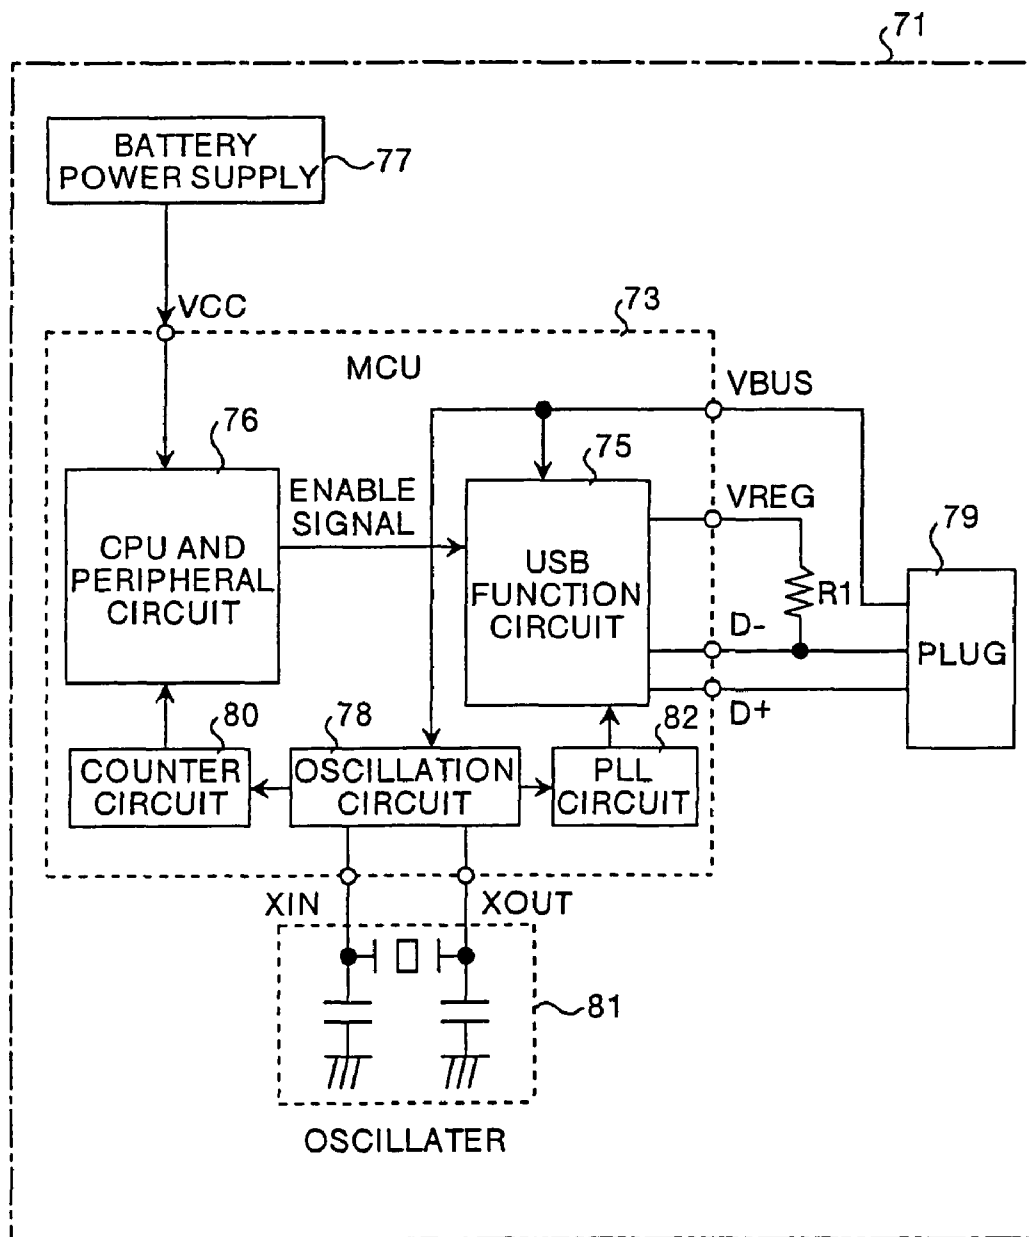 71
BATTERY
POWER SUPPLY
77
VCC
73
MCU
VBUS
76
75
ENABLE
SIGNAL
VREG
79
CPU AND
PERIPHERAL
CIRCUIT
USB
FUNCTION
CIRCUIT
R1
D-
PLUG
D+
80
78
82
COUNTER
CIRCUIT
OSCILLATION
CIRCUIT
PLL
CIRCUIT
XIN
XOUT
81
OSCILLATER